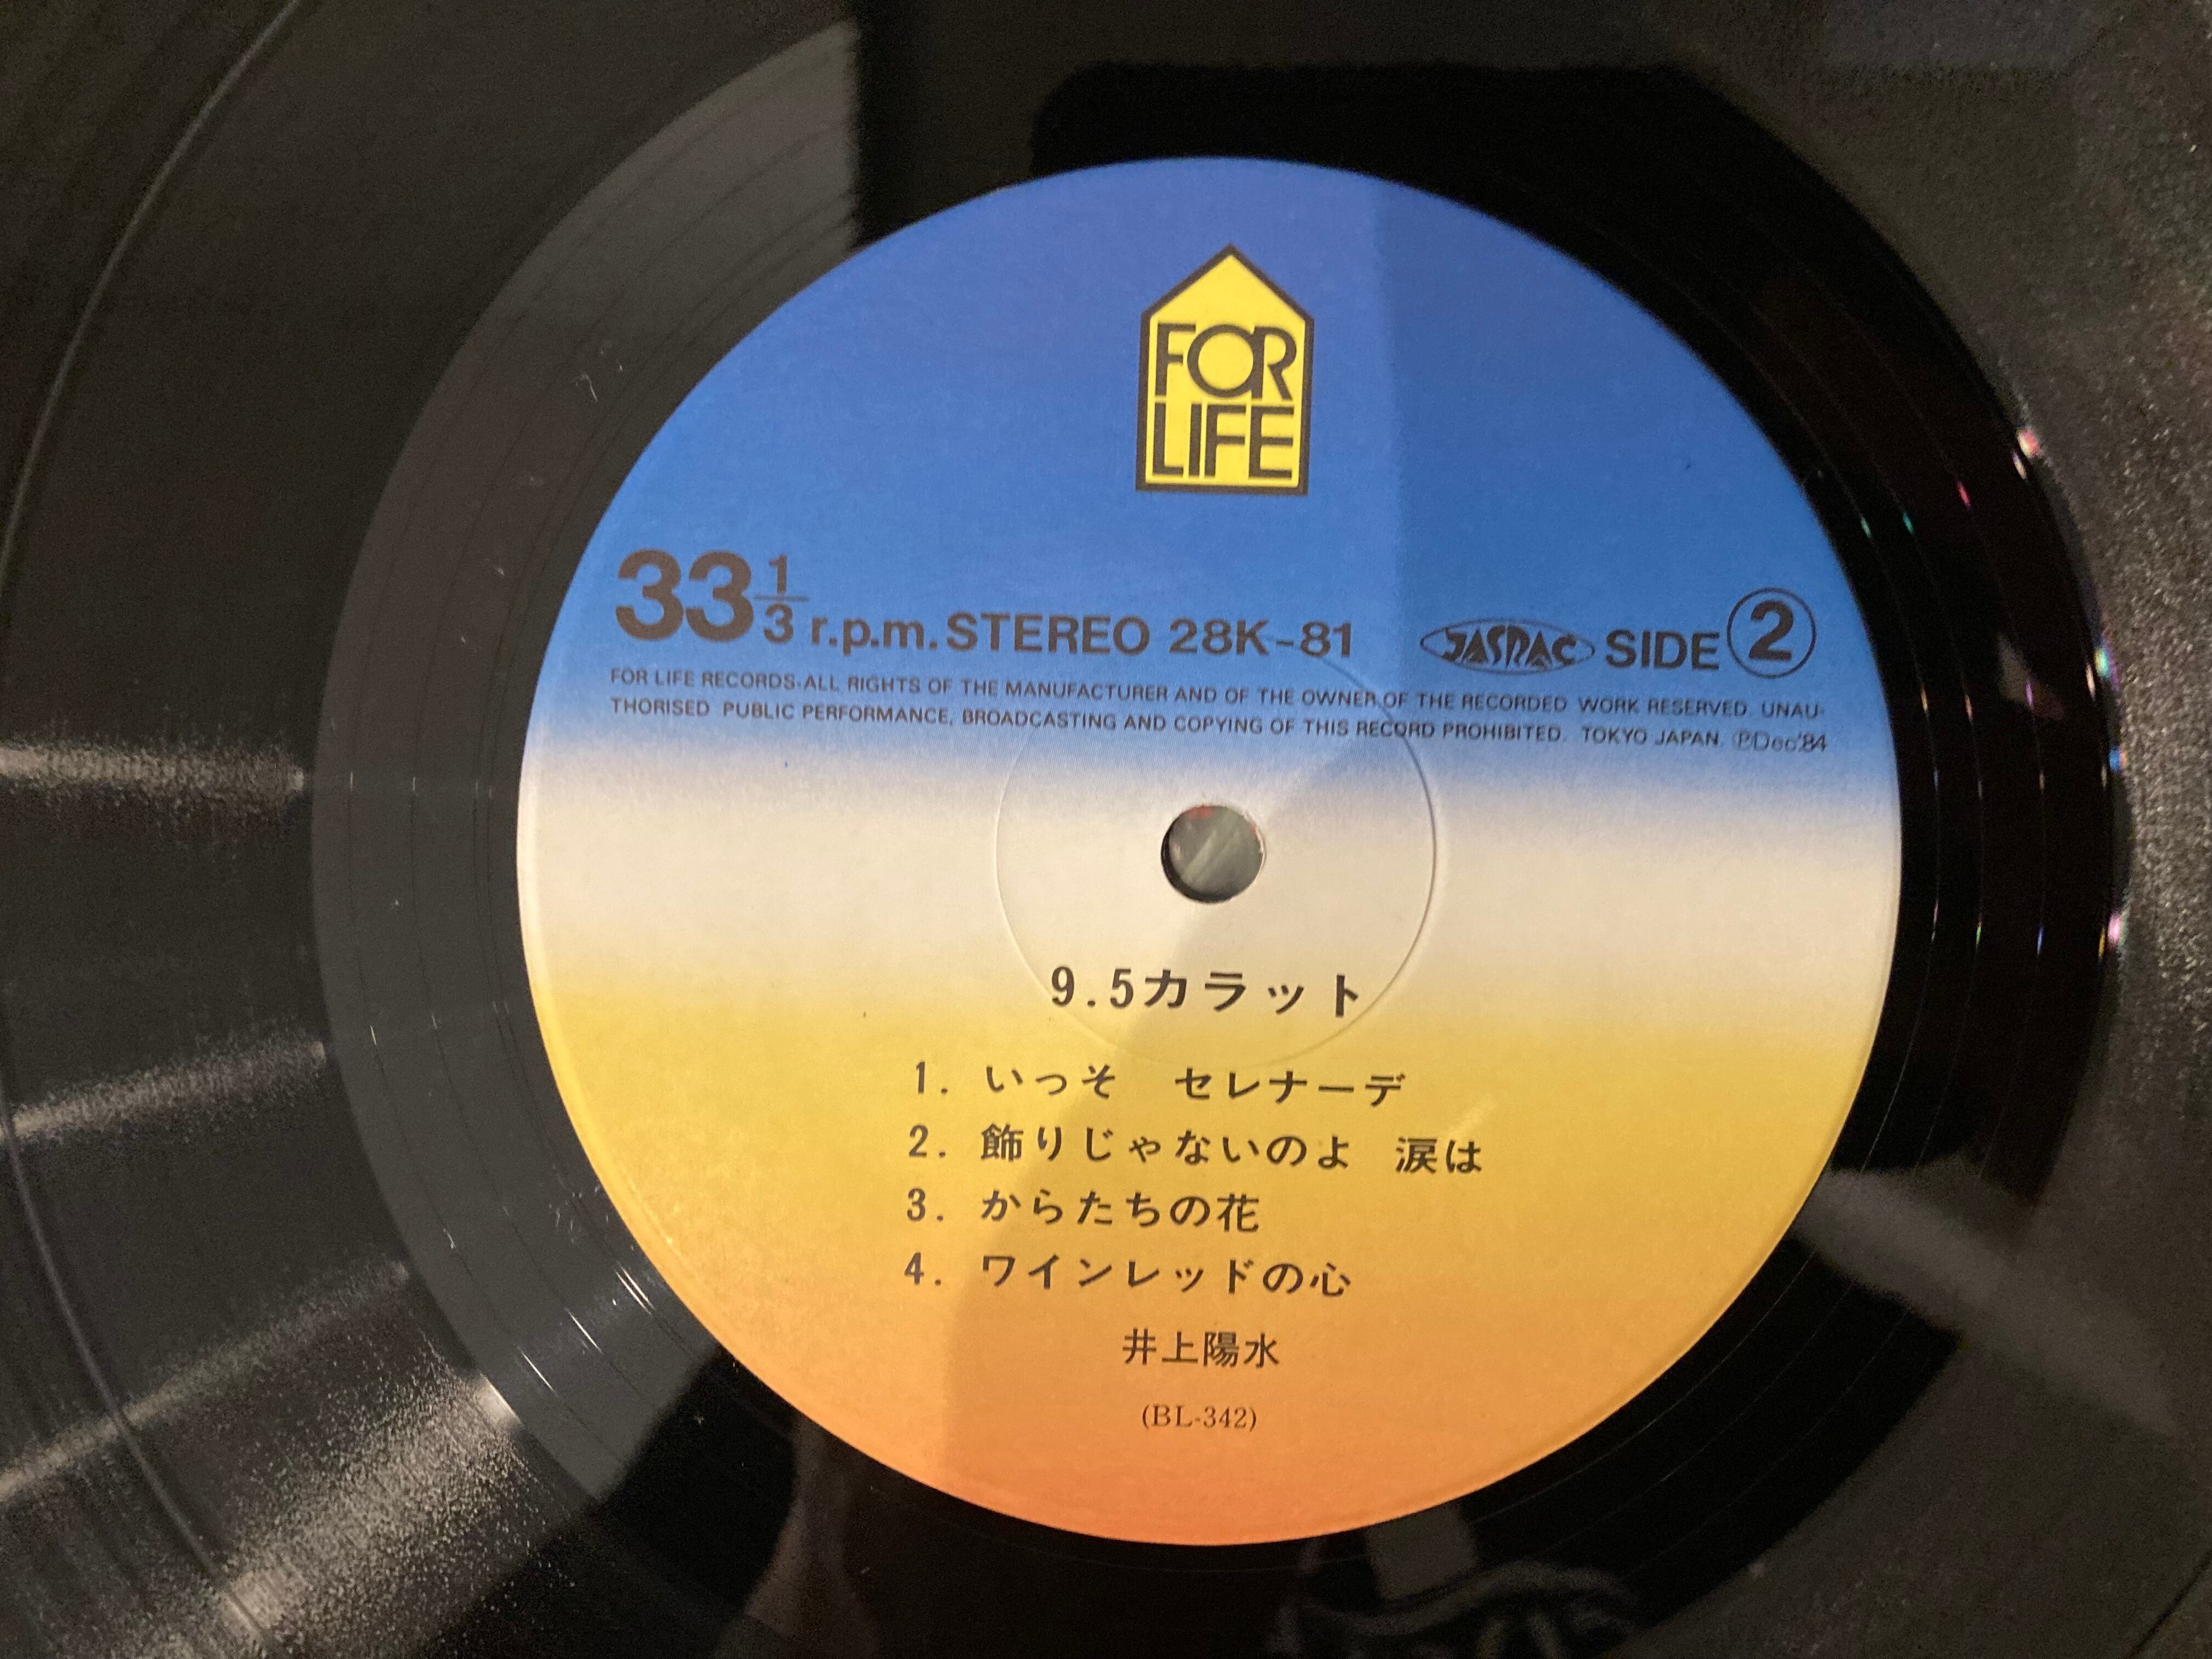 FOR
LIFE
33 1/3 r.p.m. STEREO 28K-81 JASRAC SIDE 2
FOR LIFE RECORDS·ALL RIGHTS OF THE MANUFACTURER AND OF THE OWNER OF THE RECORDED WORK RESERVED. UNAU-
THORISED PUBLIC PERFORMANCE, BROADCASTING AND COPYING OF THIS RECORD PROHIBITED. TOKYO JAPAN. ℗Dec'84
9.5カラット
1. いっそ セレナーデ
2. 飾りじゃないのよ 涙は
3. からたちの花
4. ワインレッドの心
井上陽水
(BL-342)